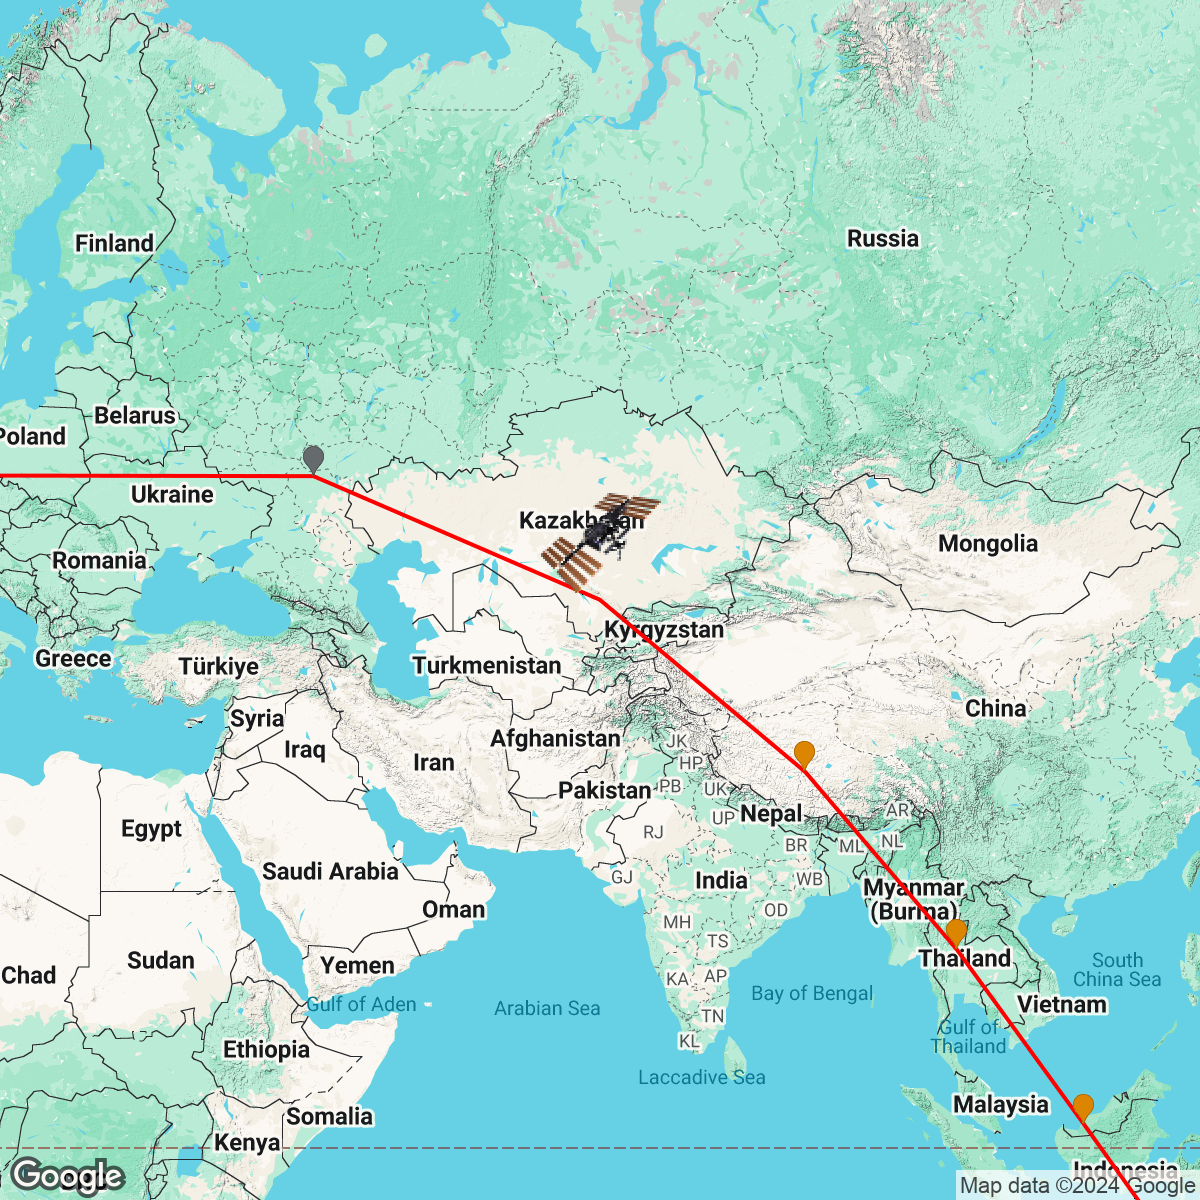 Finland
Russia
Belarus
Poland
Ukraine
Kazakhstan
Mongolia
Romania
Kyrgyzstan
Greece
Türkiye
Turkmenistan
China
Syria
Afghanistan
JK
Iraq
Iran
HP
Pakistan
PB
UK
Nepal
AR
UP
Egypt
RJ
BR
ML
NL
Saudi Arabia
GJ
India
WB
Myanmar
(Burma)
Oman
MH
OD
TS
Sudan
Yemen
Thailand
South
China Sea
Chad
KA
AP
Bay of Bengal
Gulf of Aden
Arabian Sea
Vietnam
TN
Gulf of
Thailand
KL
Ethiopia
Laccadive Sea
Malaysia
Somalia
Kenya
Indonesia
Google
Map data ©2024 Google